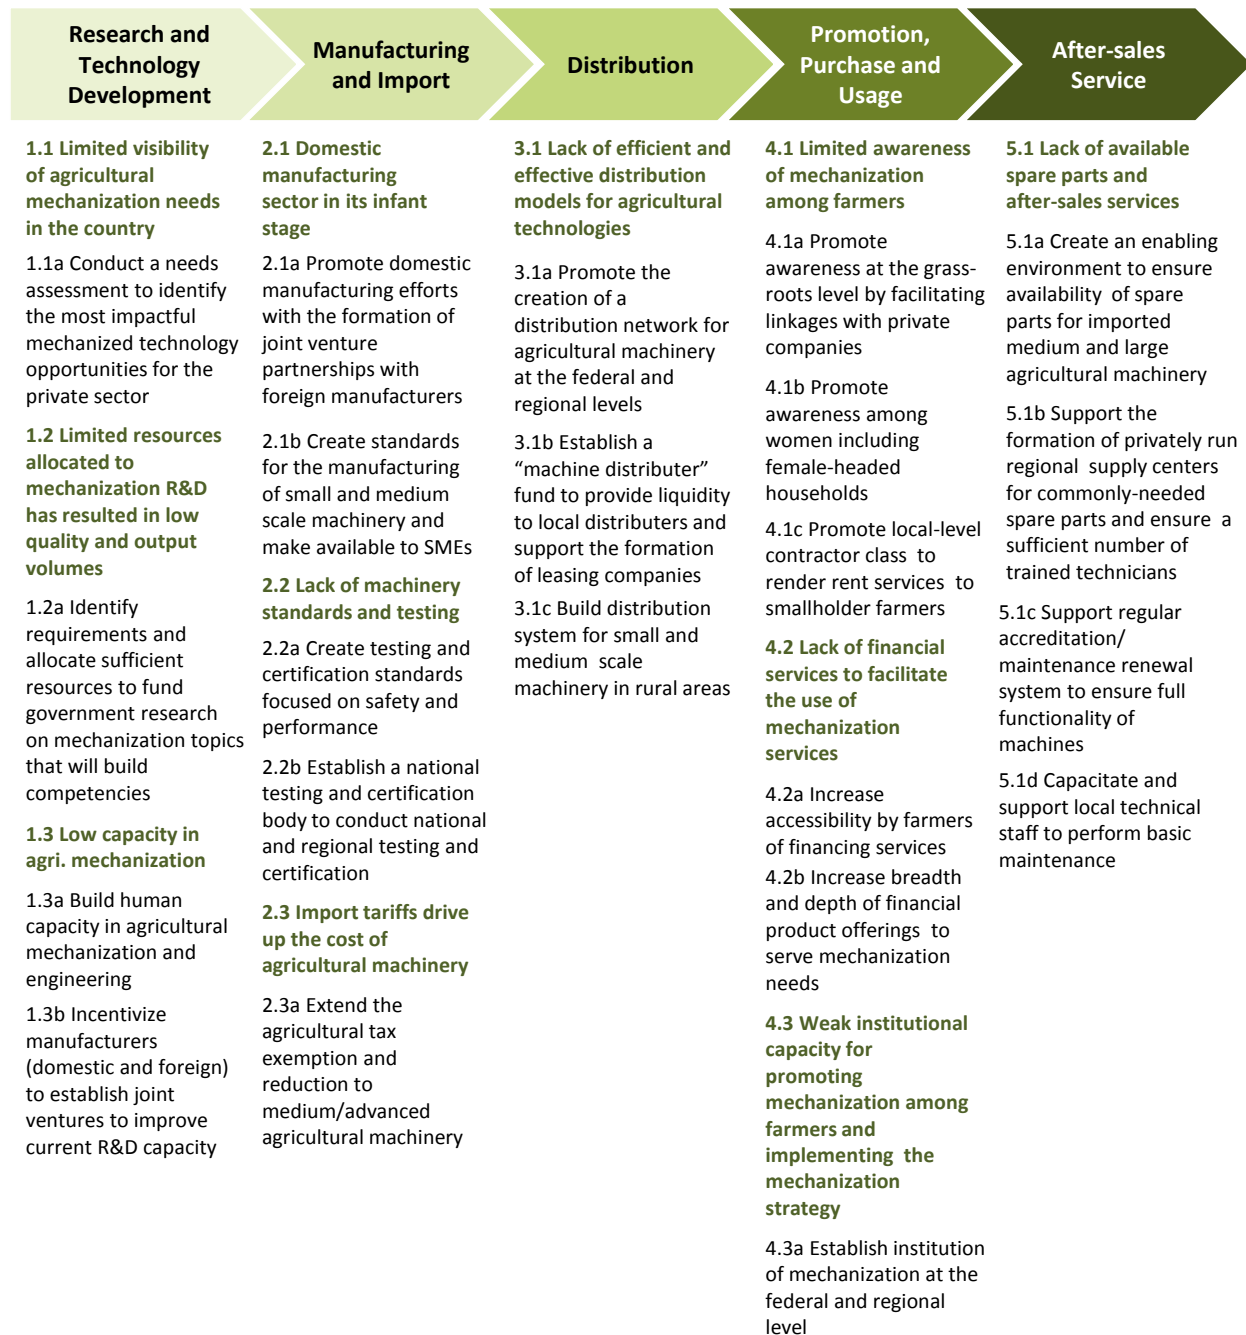 Research and
Technology
Development
Manufacturing
and Import
Distribution
Promotion,
Purchase and
Usage
After-sales
Service
1.1 Limited visibility
of agricultural
mechanization needs
in the country
1.1a Conduct a needs
assessment to identify
the most impactful
mechanized technology
opportunities for the
private sector
1.2 Limited resources
allocated to
mechanization R&D
has resulted in low
quality and output
volumes
1.2a Identify
requirements and
allocate sufficient
resources to fund
government research
on mechanization topics
that will build
competencies
1.3 Low capacity in
agri. mechanization
1.3a Build human
capacity in agricultural
mechanization and
engineering
1.3b Incentivize
manufacturers
(domestic and foreign)
to establish joint
ventures to improve
current R&D capacity
2.1 Domestic
manufacturing
sector in its infant
stage
2.1a Promote domestic
manufacturing efforts
with the formation of
joint venture
partnerships with
foreign manufacturers
2.1b Create standards
for the manufacturing
of small and medium
scale machinery and
make available to SMEs
2.2 Lack of machinery
standards and testing
2.2a Create testing and
certification standards
focused on safety and
performance
2.2b Establish a national
testing and certification
body to conduct national
and regional testing and
certification
2.3 Import tariffs drive
up the cost of
agricultural machinery
2.3a Extend the
agricultural tax
exemption and
reduction to
medium/advanced
agricultural machinery
3.1 Lack of efficient and
effective distribution
models for agricultural
technologies
3.1a Promote the
creation of a
distribution network for
agricultural machinery
at the federal and
regional levels
3.1b Establish a
“machine distributer”
fund to provide liquidity
to local distributers and
support the formation
of leasing companies
3.1c Build distribution
system for small and
medium scale
machinery in rural areas
4.1 Limited awareness
of mechanization
among farmers
4.1a Promote
awareness at the grass-
roots level by facilitating
linkages with private
companies
4.1b Promote
awareness among
women including
female-headed
households
4.1c Promote local-level
contractor class to
render rent services to
smallholder farmers
4.2 Lack of financial
services to facilitate
the use of
mechanization
services
4.2a Increase
accessibility by farmers
of financing services
4.2b Increase breadth
and depth of financial
product offerings to
serve mechanization
needs
4.3 Weak institutional
capacity for
promoting
mechanization among
farmers and
implementing the
mechanization
strategy
4.3a Establish institution
of mechanization at the
federal and regional
level
5.1 Lack of available
spare parts and
after-sales services
5.1a Create an enabling
environment to ensure
availability of spare
parts for imported
medium and large
agricultural machinery
5.1b Support the
formation of privately run
regional supply centers
for commonly-needed
spare parts and ensure a
sufficient number of
trained technicians
5.1c Support regular
accreditation/
maintenance renewal
system to ensure full
functionality of
machines
5.1d Capacitate and
support local technical
staff to perform basic
maintenance